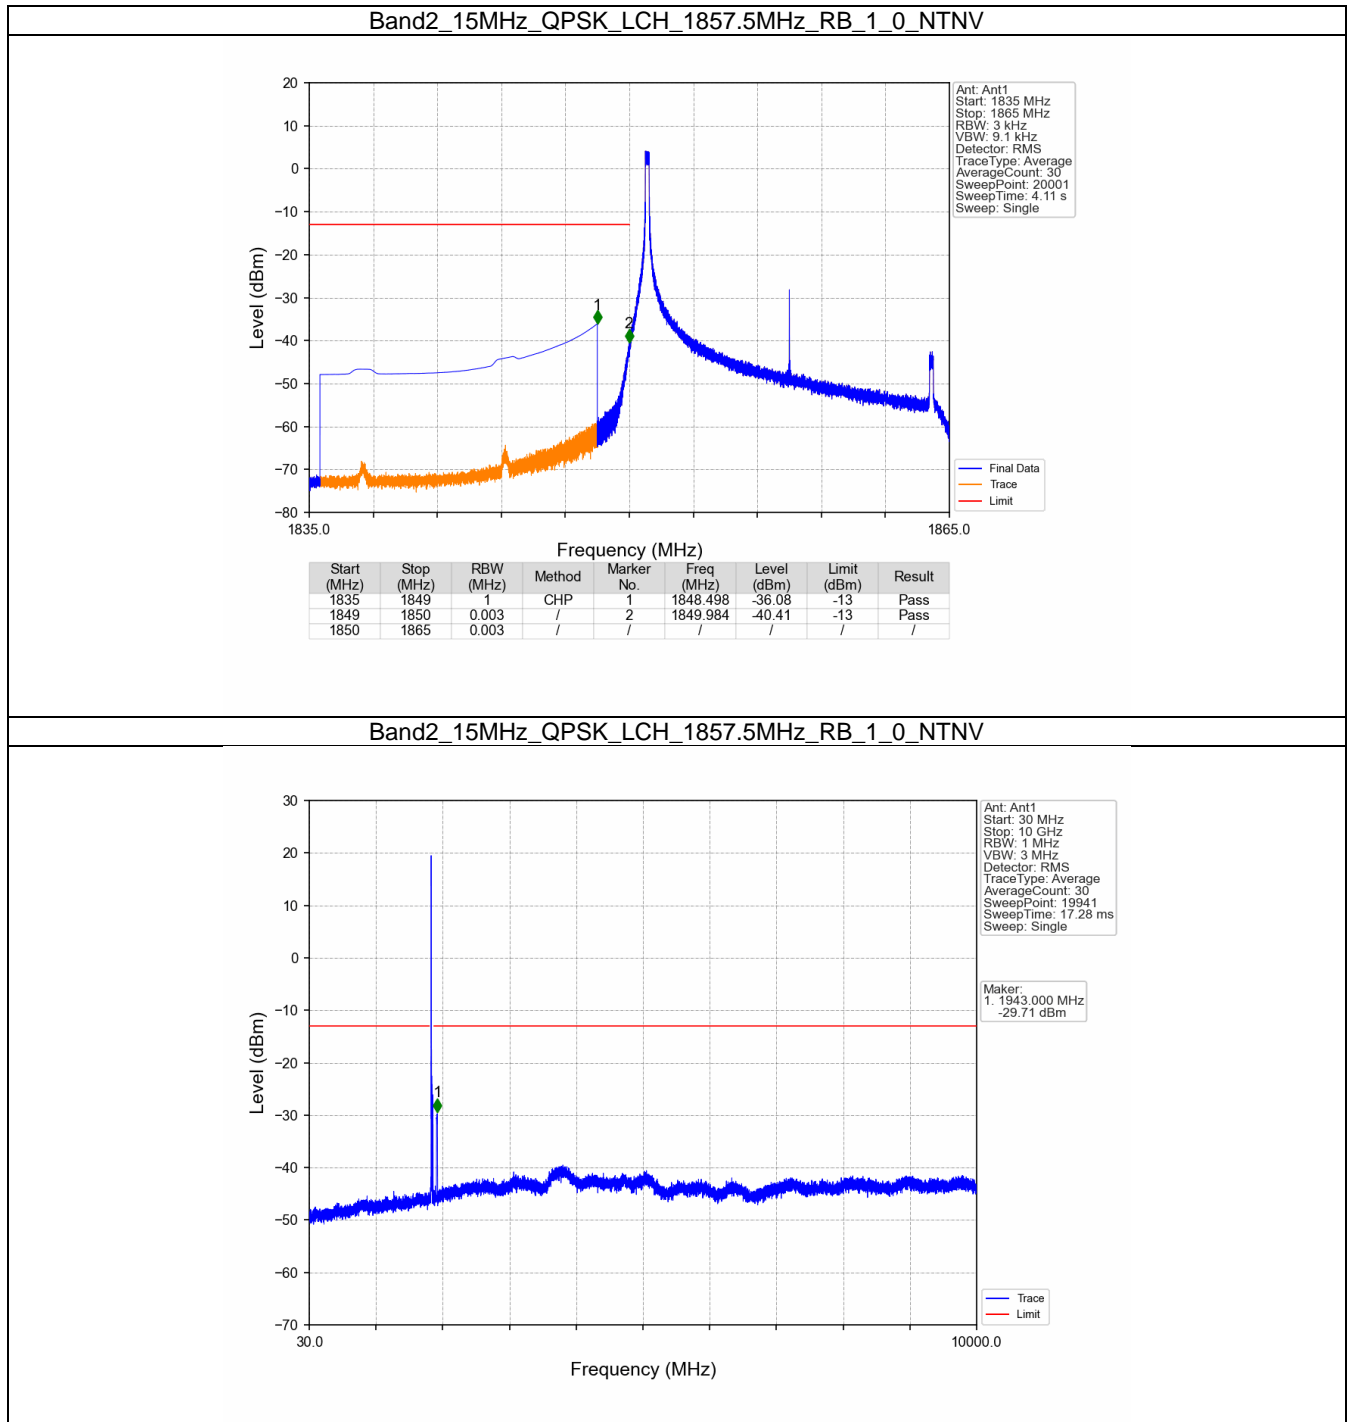 Band2_15MHz_QPSK_LCH_1857.5MHz_RB_1_0_NTNV
20
10
0
−10
−20
−30
−40
−50
−60
−70
−80
Level (dBm)
1
2
1835.0
1865.0
Frequency (MHz)
Ant: Ant1
Start: 1835 MHz
Stop: 1865 MHz
RBW: 3 kHz
VBW: 9.1 kHz
Detector: RMS
TraceType: Average
AverageCount: 30
SweepPoint: 20001
SweepTime: 4.11 s
Sweep: Single
Final Data
Trace
Limit
Start (MHz) Stop (MHz) RBW (MHz) Method Marker No. Freq (MHz) Level (dBm) Limit (dBm) Result
1835 1849 1 CHP 1 1848.498 -36.08 -13 Pass
1849 1850 0.003 / 2 1849.984 -40.41 -13 Pass
1850 1865 0.003 / / / / / /
Band2_15MHz_QPSK_LCH_1857.5MHz_RB_1_0_NTNV
30
20
10
0
−10
−20
−30
−40
−50
−60
−70
Level (dBm)
1
30.0
10000.0
Frequency (MHz)
Ant: Ant1
Start: 30 MHz
Stop: 10 GHz
RBW: 1 MHz
VBW: 3 MHz
Detector: RMS
TraceType: Average
AverageCount: 30
SweepPoint: 19941
SweepTime: 17.28 ms
Sweep: Single
Maker:
1. 1943.000 MHz
-29.71 dBm
Trace
Limit